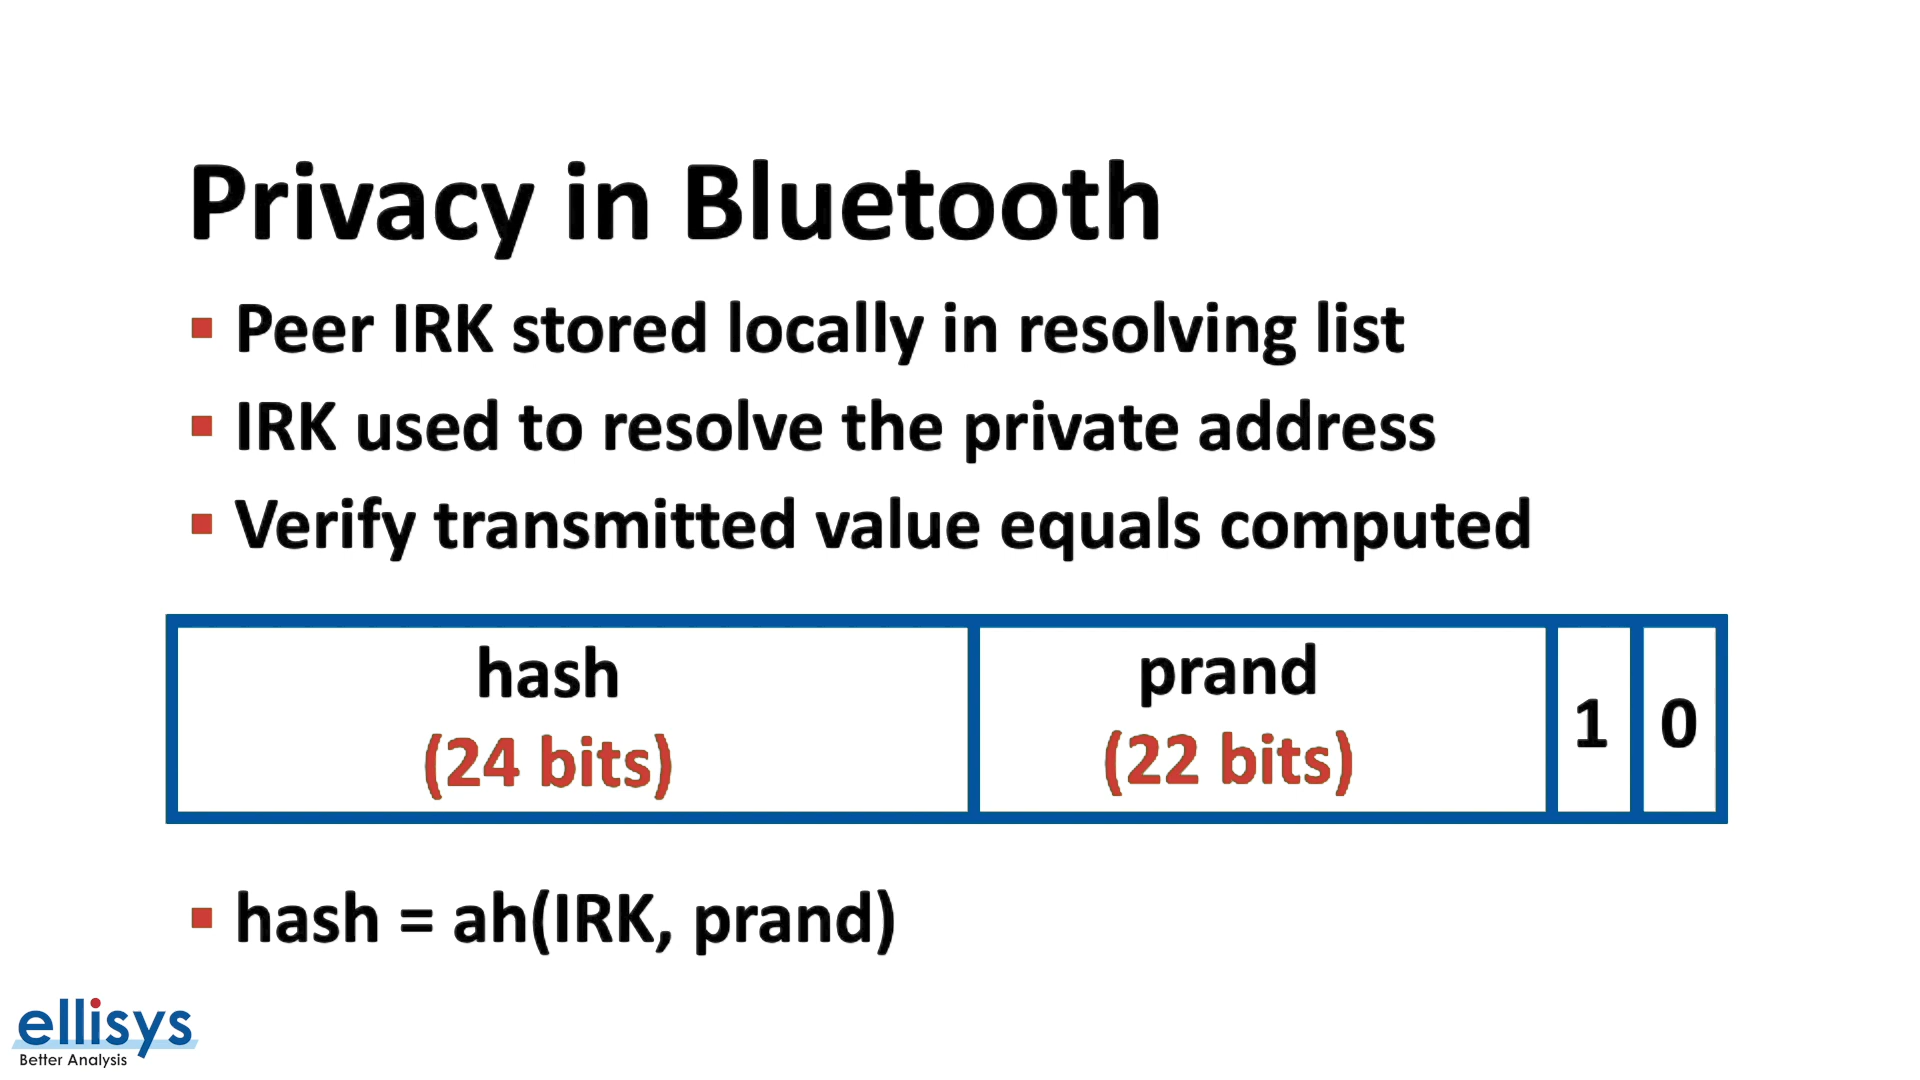 Privacy in Bluetooth
Peer IRK stored locally in resolving list
IRK used to resolve the private address
Verify transmitted value equals computed
hash
(24 bits)
prand
(22 bits)
1
0
hash = ah(IRK, prand)
ellisys
Better Analysis